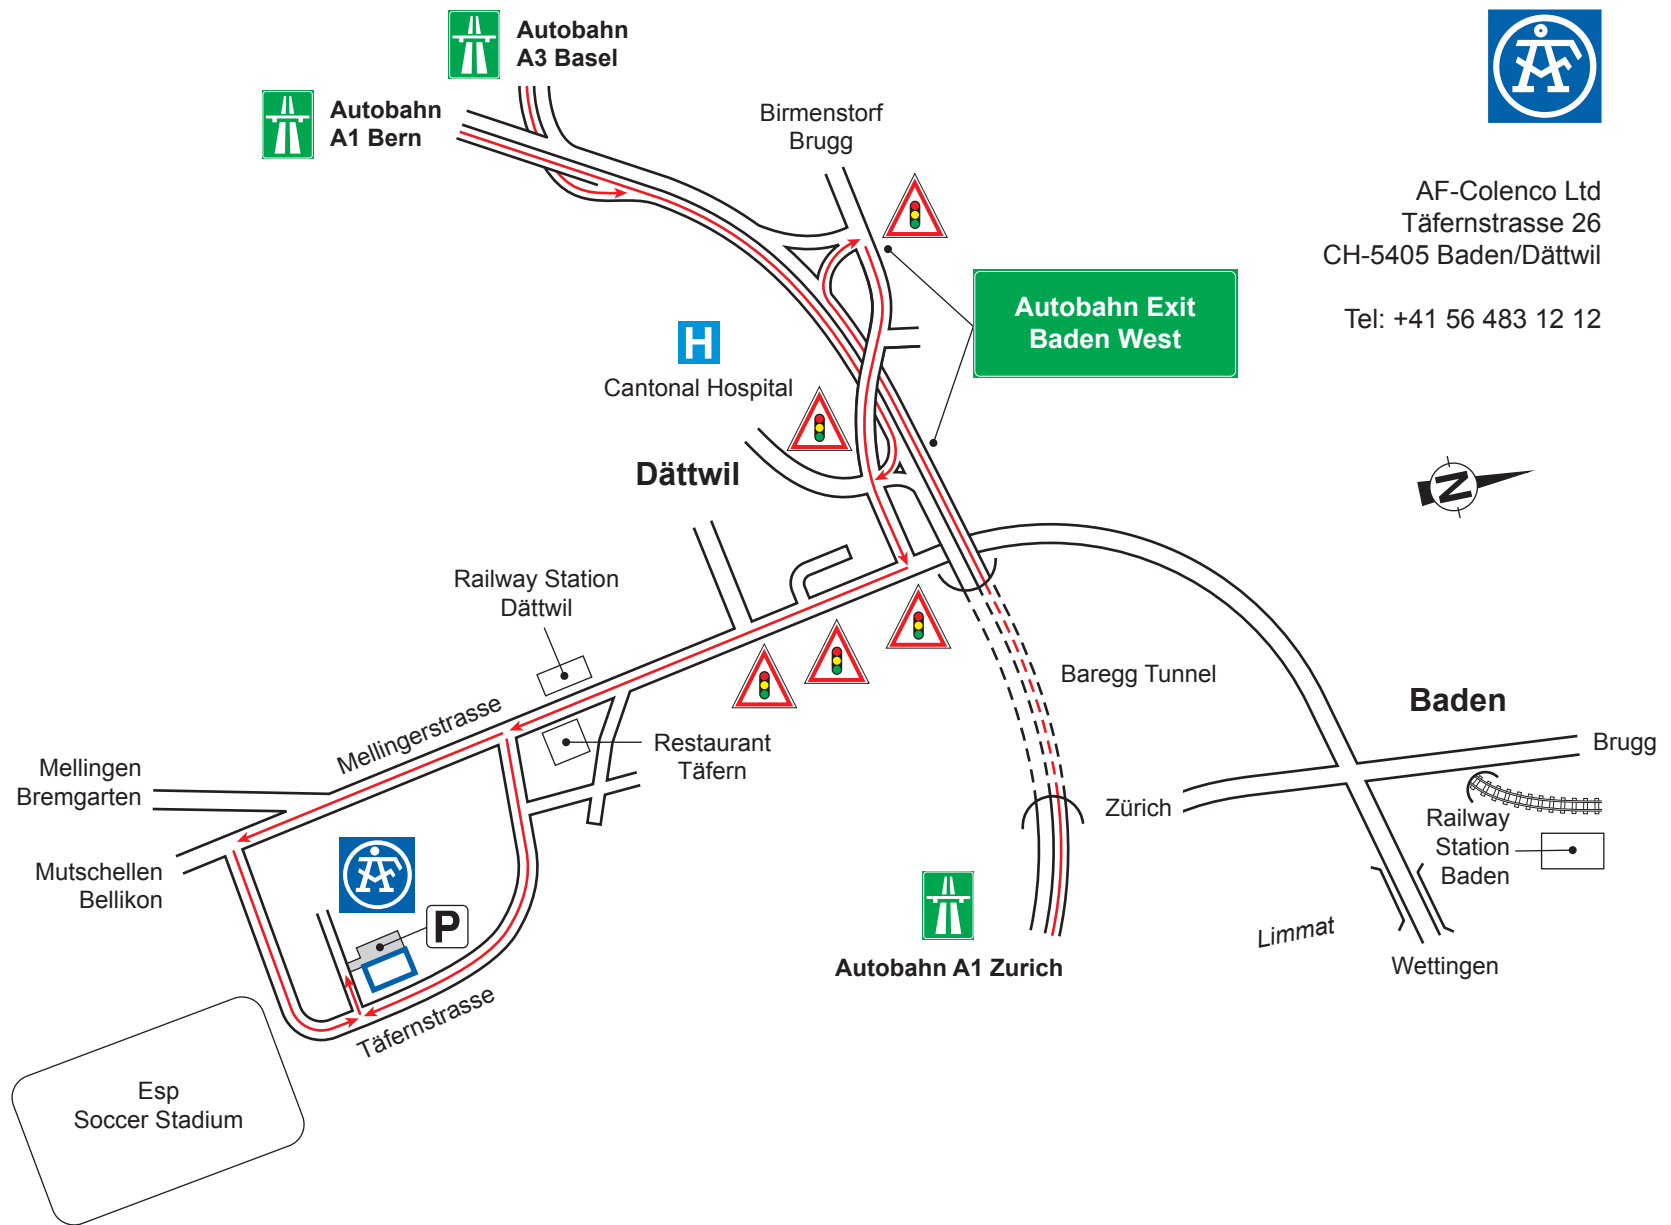 Autobahn
A3 Basel
Autobahn
A1 Bern
Birmenstorf
Brugg
AF-Colenco Ltd
Täfernstrasse 26
CH-5405 Baden/Dättwil
Tel: +41 56 483 12 12
Autobahn Exit
Baden West
H
Cantonal Hospital
Dättwil
N
Railway Station
Dättwil
Baregg Tunnel
Baden
Mellingerstrasse
Restaurant
Täfern
Brugg
Mellingen
Bremgarten
Zürich
Railway
Station
Baden
Mutschellen
Bellikon
AF
P
Limmat
Wettingen
Autobahn A1 Zurich
Täfernstrasse
Esp
Soccer Stadium